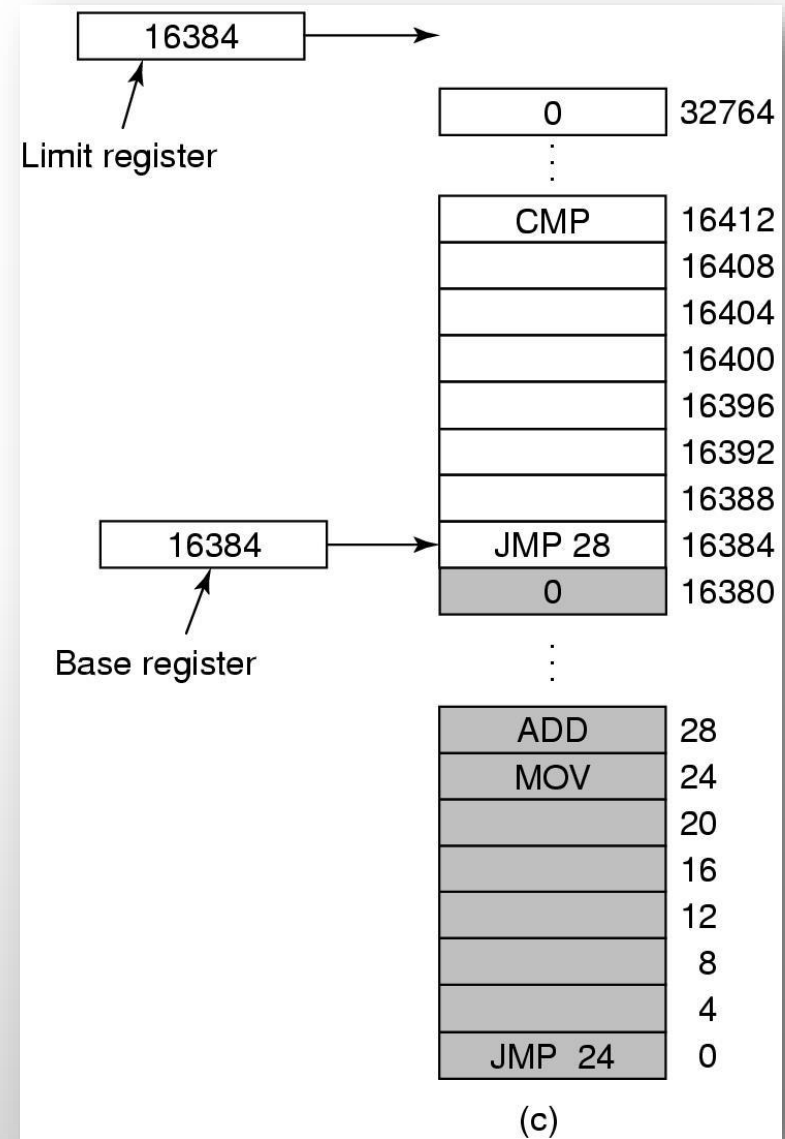 16384
Limit register
0 32764
CMP 16412
16408
16404
16400
16396
16392
16388
16384 JMP 28 16384
0 16380
Base register
ADD 28
MOV 24
20
16
12
8
4
JMP 24 0
(c)